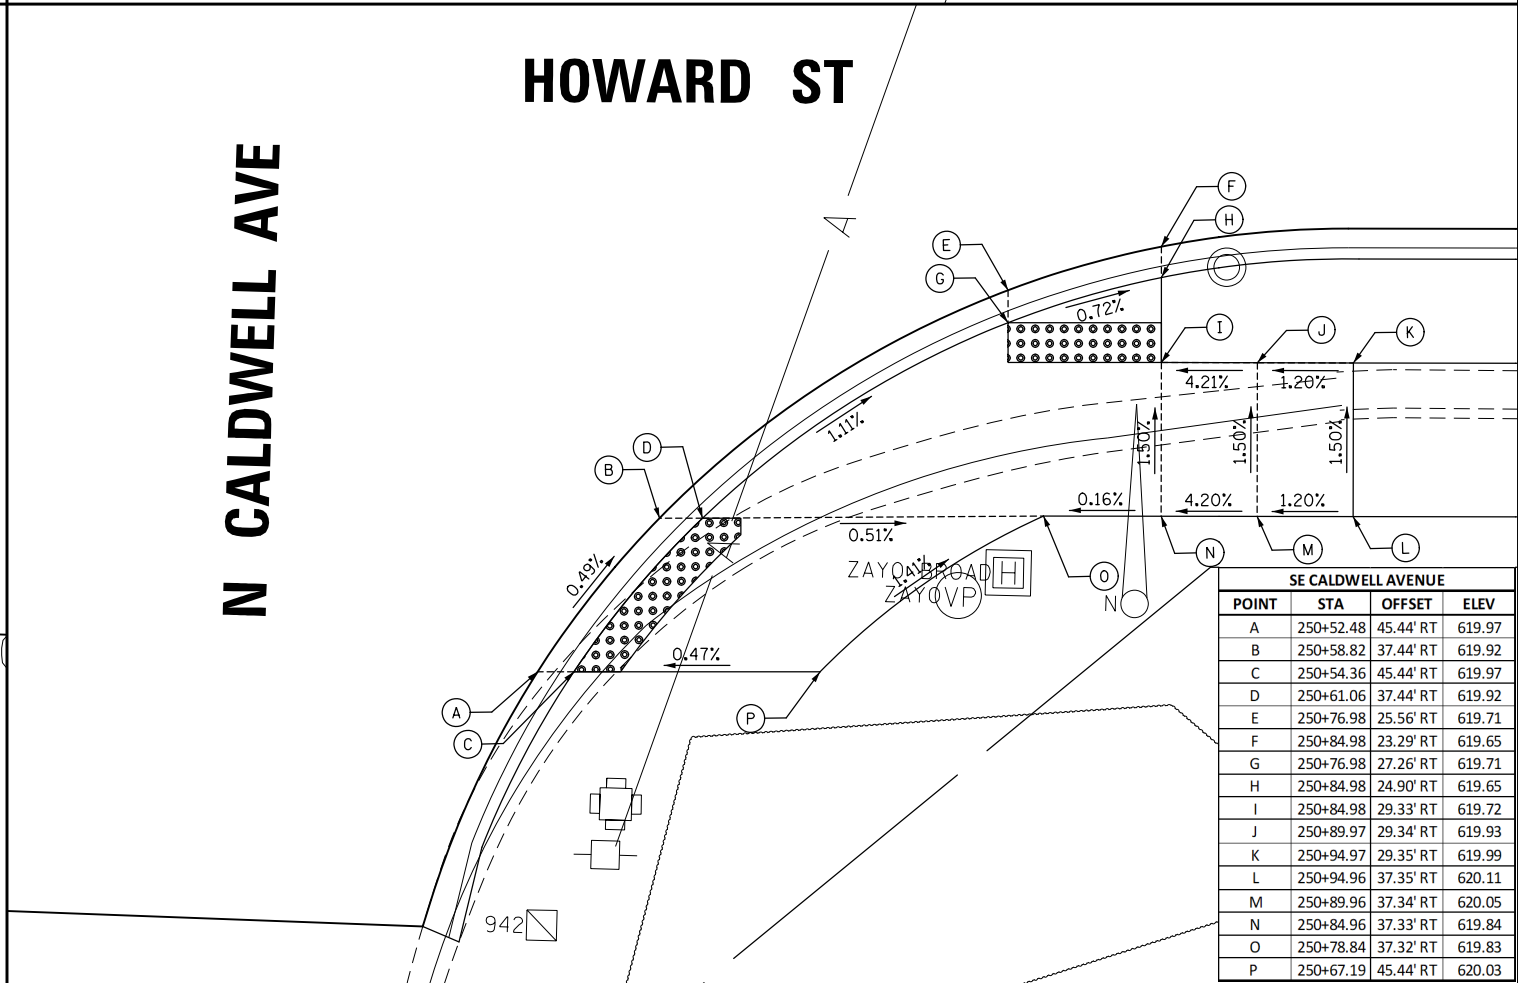 HOWARD ST
N CALDWELL AVE
A
F
H
E
G
0.72%
I
J
K
4.21%
1.20%
1.11%
D
B
1.50%
1.50%
1.50%
0.16%
4.20%
1.20%
0.51%
N
M
L
0.49%
ZAYO BROAD
H
1.41%
O
ZAYO
VP
N
0.47%
A
P
C
942
SE CALDWELL AVENUE
POINT STA OFFSET ELEV
A 250+52.48 45.44' RT 619.97
B 250+58.82 37.44' RT 619.92
C 250+54.36 45.44' RT 619.97
D 250+61.06 37.44' RT 619.92
E 250+76.98 25.56' RT 619.71
F 250+84.98 23.29' RT 619.65
G 250+76.98 27.26' RT 619.71
H 250+84.98 24.90' RT 619.65
I 250+84.98 29.33' RT 619.72
J 250+89.97 29.34' RT 619.93
K 250+94.97 29.35' RT 619.99
L 250+94.96 37.35' RT 620.11
M 250+89.96 37.34' RT 620.05
N 250+84.96 37.33' RT 619.84
O 250+78.84 37.32' RT 619.83
P 250+67.19 45.44' RT 620.03